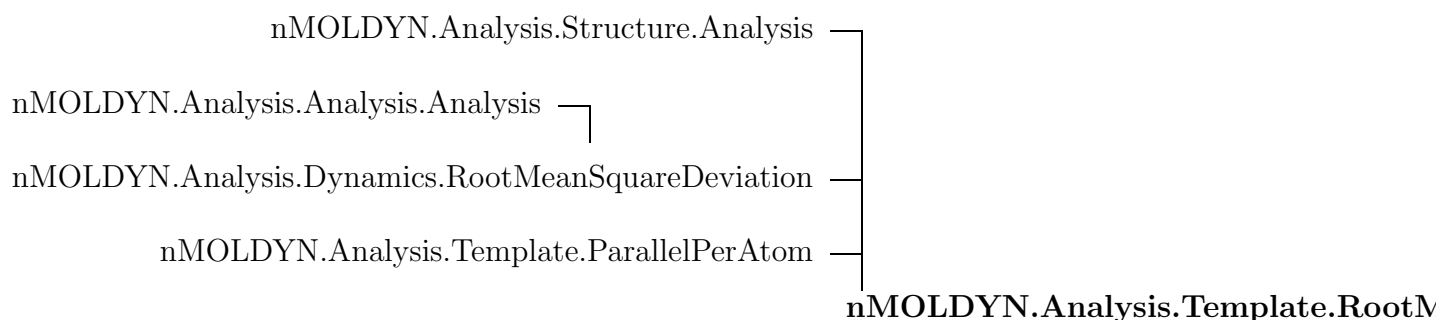 nMOLDYN.Analysis.Structure.Analysis
nMOLDYN.Analysis.Analysis.Analysis
nMOLDYN.Analysis.Dynamics.RootMeanSquareDeviation
nMOLDYN.Analysis.Template.ParallelPerAtom
nMOLDYN.Analysis.Template.RootM